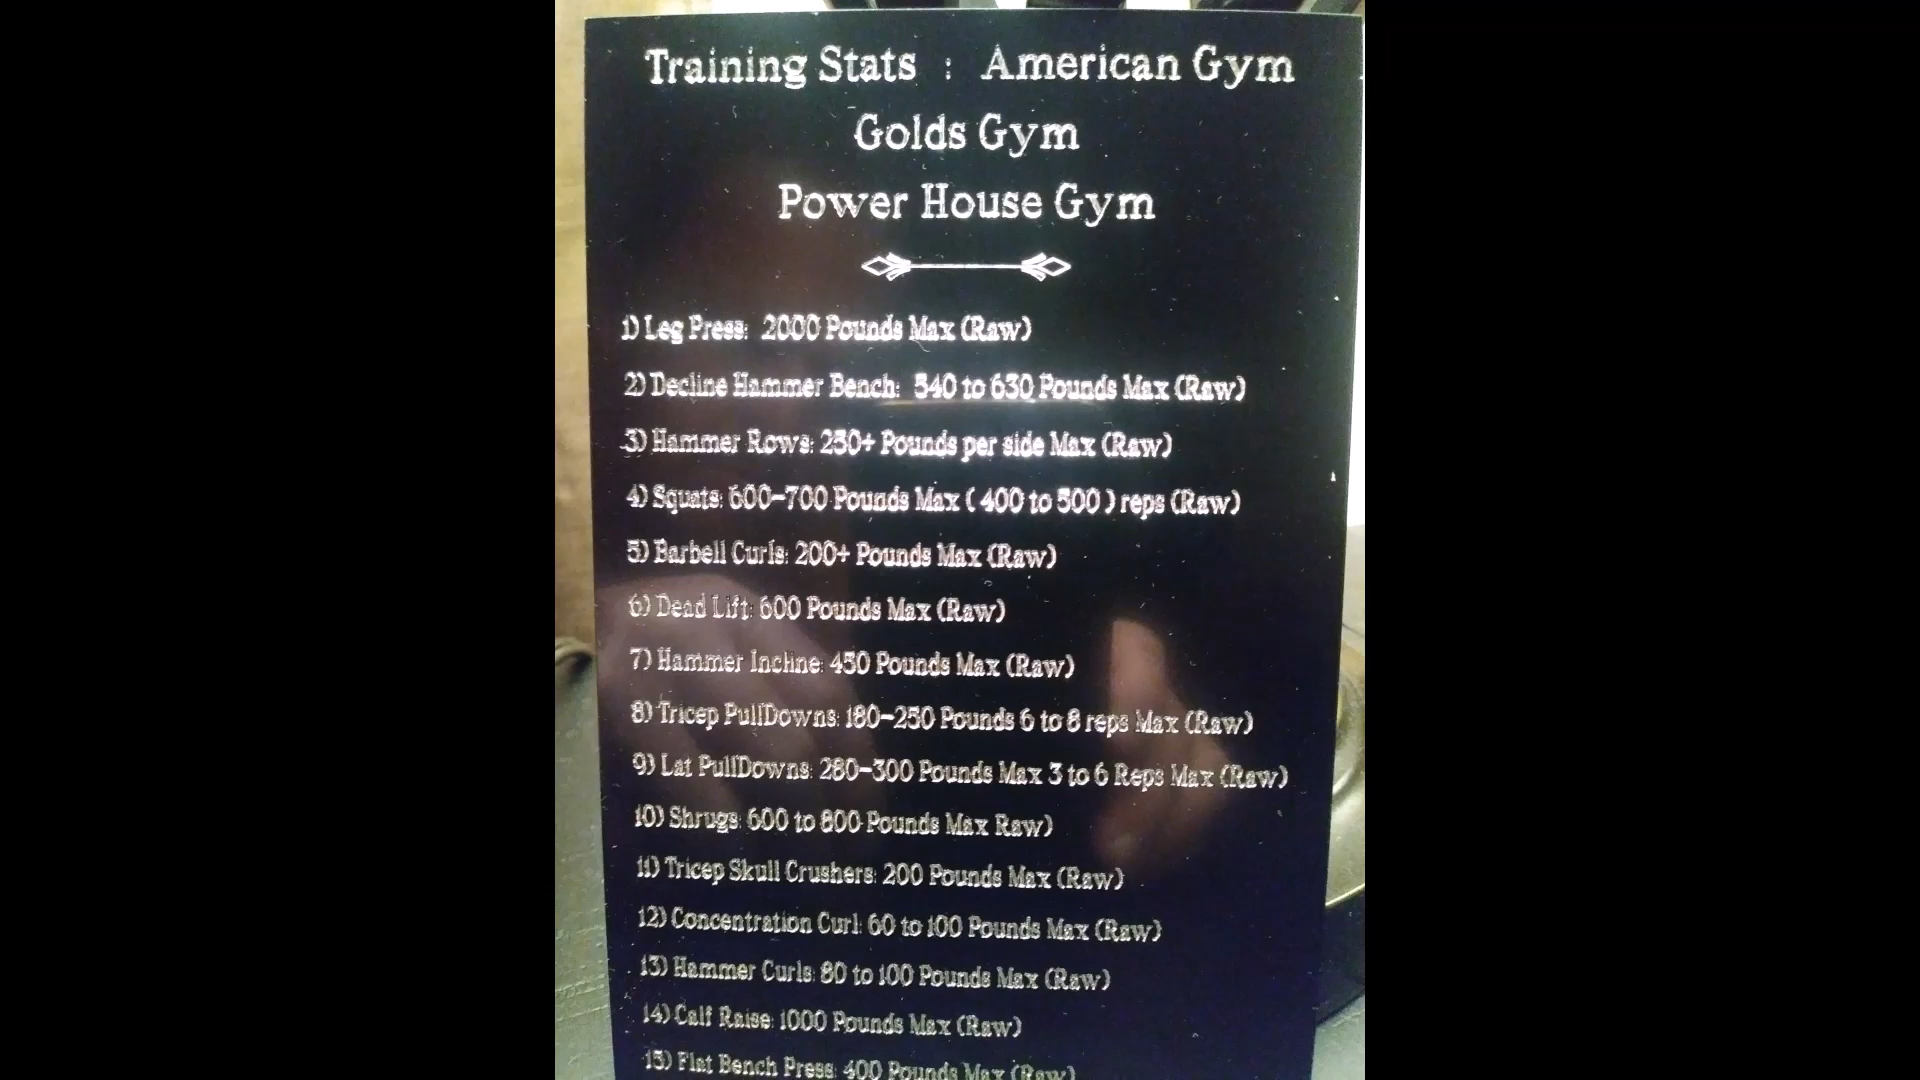 Training Stats : American Gym
Golds Gym
Power House Gym
1) Leg Press: 2000 Pounds Max (Raw)
2) Decline Hammer Bench: 540 to 630 Pounds Max (Raw)
3) Hammer Rows: 250+ Pounds per side Max (Raw)
4) Squats: 600-700 Pounds Max ( 400 to 500 ) reps (Raw)
5) Barbell Curls: 200+ Pounds Max (Raw)
6) Dead Lift: 600 Pounds Max (Raw)
7) Hammer Incline: 450 Pounds Max (Raw)
8) Tricep PullDowns: 180-250 Pounds 6 to 8 reps Max (Raw)
9) Lat PullDowns: 280-300 Pounds Max 3 to 6 Reps Max (Raw)
10) Shrugs: 600 to 800 Pounds Max Raw)
11) Tricep Skull Crushers: 200 Pounds Max (Raw)
12) Concentration Curl: 60 to 100 Pounds Max (Raw)
13) Hammer Curls: 80 to 100 Pounds Max (Raw)
14) Calf Raise: 1000 Pounds Max (Raw)
15) Flat Bench Press: 400 Pounds Max (Raw)